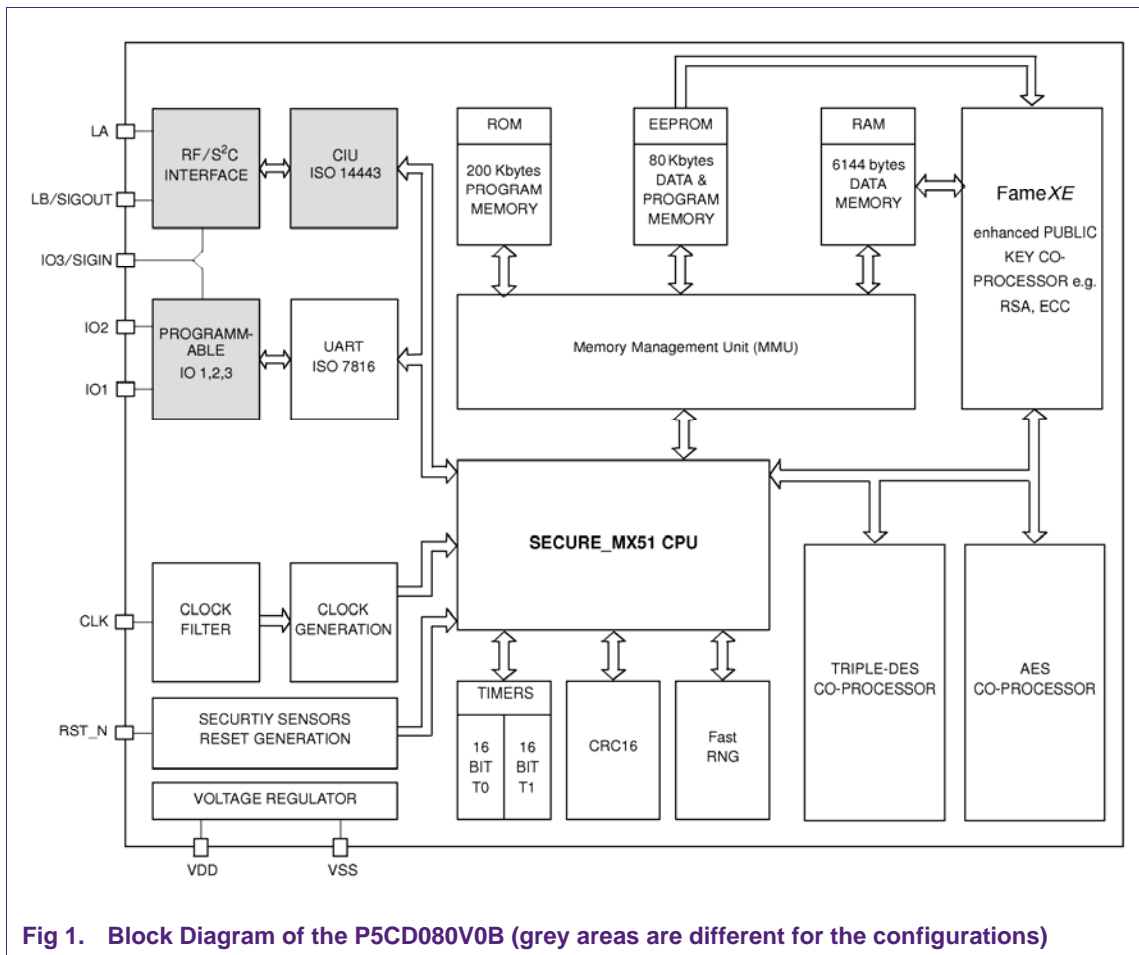 LA
LB/SIGOUT
IO3/SIGIN
IO2
IO1
CLK
RST_N
RF/S²C
INTERFACE
CIU
ISO 14443
PROGRAMM-
ABLE
IO 1,2,3
UART
ISO 7816
ROM
200 Kbytes
PROGRAM
MEMORY
EEPROM
80 Kbytes
DATA &
PROGRAM
MEMORY
RAM
6144 bytes
DATA
MEMORY
FameXE
enhanced PUBLIC
KEY CO-
PROCESSOR e.g.
RSA, ECC
Memory Management Unit (MMU)
SECURE_MX51 CPU
CLOCK
FILTER
CLOCK
GENERATION
SECURTIY SENSORS
RESET GENERATION
VOLTAGE REGULATOR
VDD
VSS
TIMERS
16
BIT
T0
16
BIT
T1
CRC16
Fast
RNG
TRIPLE-DES
CO-PROCESSOR
AES
CO-PROCESSOR
Fig 1. Block Diagram of the P5CD080V0B (grey areas are different for the configurations)